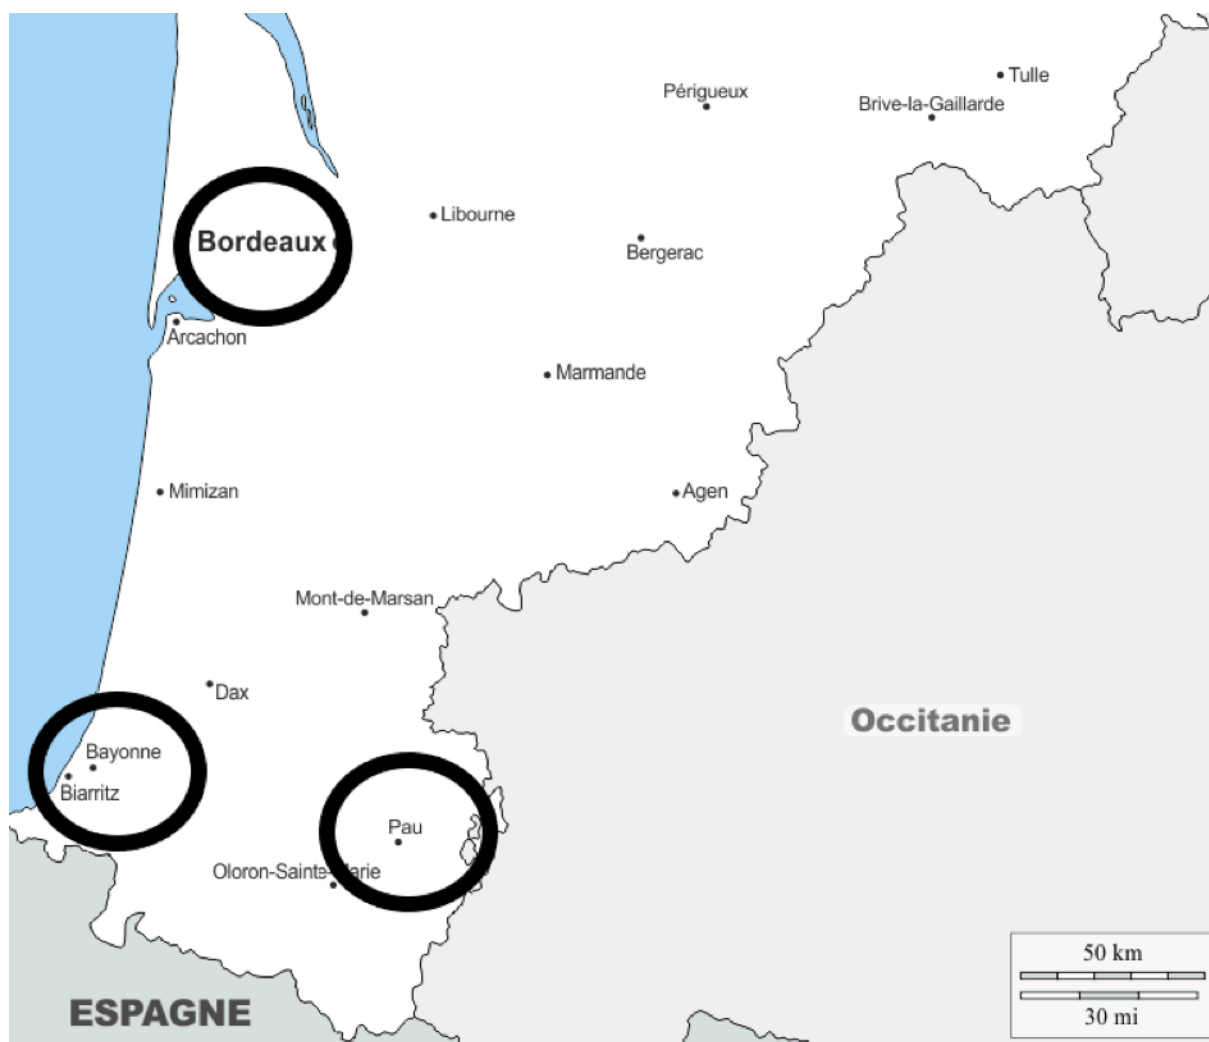 Tulle
Périgueux
Brive-la-Gaillarde
Libourne
Bordeaux
Bergerac
Arcachon
Marmande
Mimizan
Agen
Mont-de-Marsan
Dax
Occitanie
Bayonne
Biarritz
Pau
Oloron-Sainte-Marie
50 km
30 mi
ESPAGNE